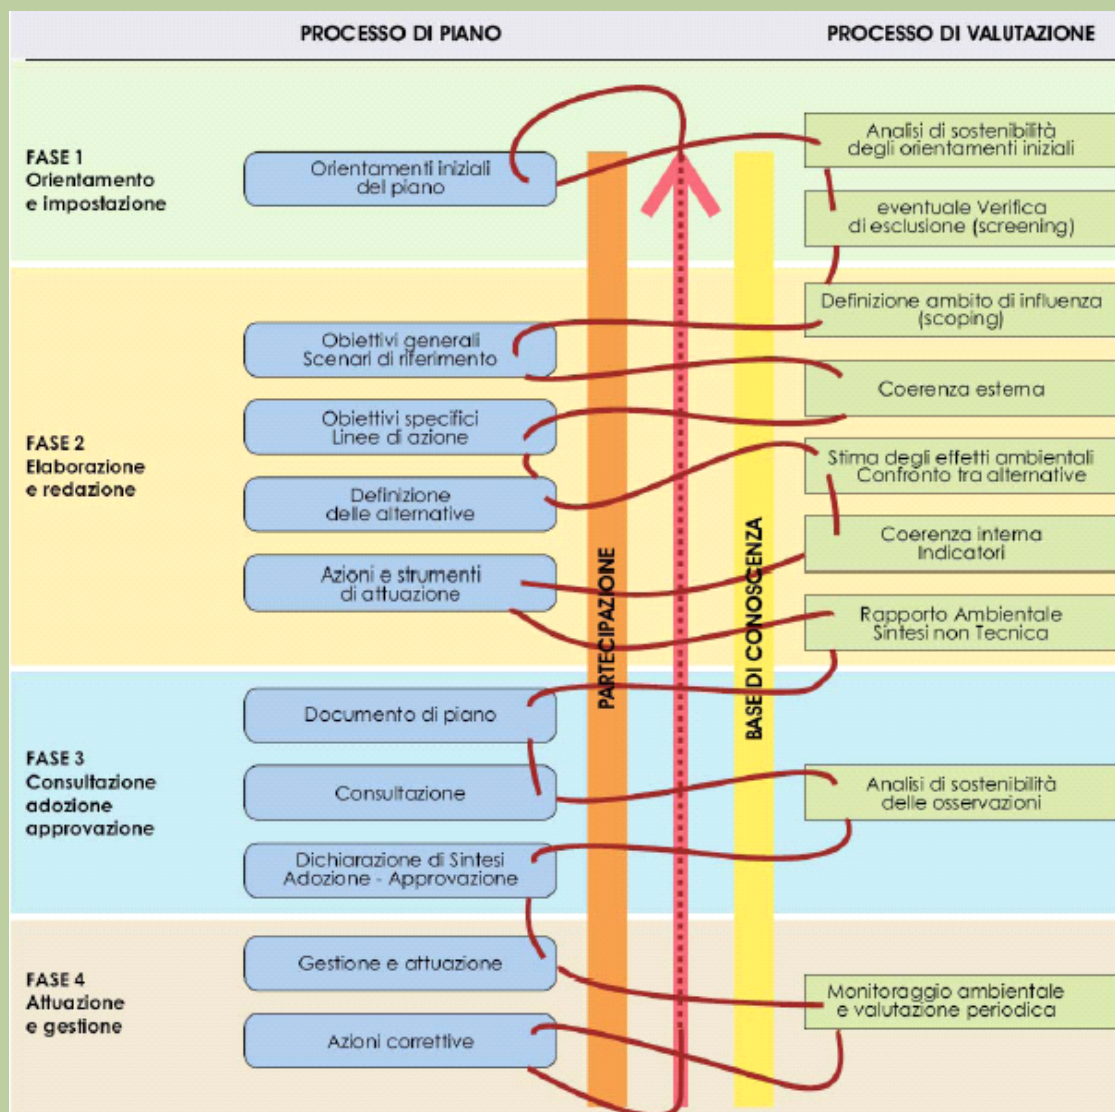 PROCESSO DI PIANO
PROCESSO DI VALUTAZIONE
FASE 1
Orientamento
e impostazione
Orientamenti iniziali
del piano
Analisi di sostenibilità
degli orientamenti iniziali
eventuale Verifica
di esclusione (screening)
FASE 2
Elaborazione
e redazione
Obiettivi generali
Scenari di riferimento
Obiettivi specifici
Linee di azione
Definizione
delle alternative
Azioni e strumenti
di attuazione
Definizione ambito di influenza
(scoping)
Coerenza esterna
Stima degli effetti ambientali
Confronto tra alternative
Coerenza interna
Indicatori
Rapporto Ambientale
Sintesi non Tecnica
PARTECIPAZIONE
BASE DI CONOSCENZA
FASE 3
Consultazione
adozione
approvazione
Documento di piano
Consultazione
Dichiarazione di Sintesi
Adozione - Approvazione
Analisi di sostenibilità
delle osservazioni
FASE 4
Attuazione
e gestione
Gestione e attuazione
Azioni correttive
Monitoraggio ambientale
e valutazione periodica